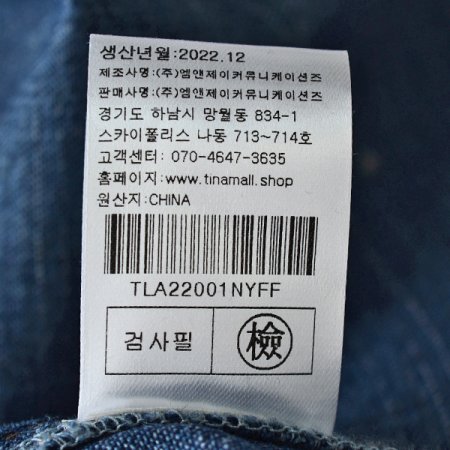 생산년월:2022.12
제조사명:(주)엠앤제이커뮤니케이션즈
판매사명:(주)엠앤제이커뮤니케이션즈
경기도 하남시 망월동 834-1
스카이폴리스 나동 713~714호
고객센터: 070-4647-3635
홈페이지:www.tinamall.shop
원산지:CHINA
TLA22001NYFF
검사필 檢